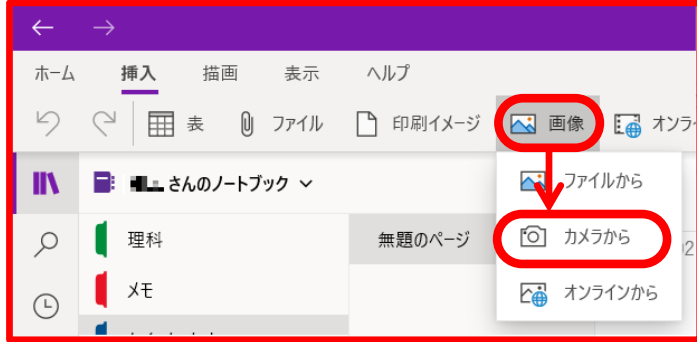 ホーム 挿入 描画 表示 ヘルプ
表 ファイル 印刷イメージ 画像
さんのノートブック
ファイルから
理科 無題のページ カメラから
メモ オンラインから